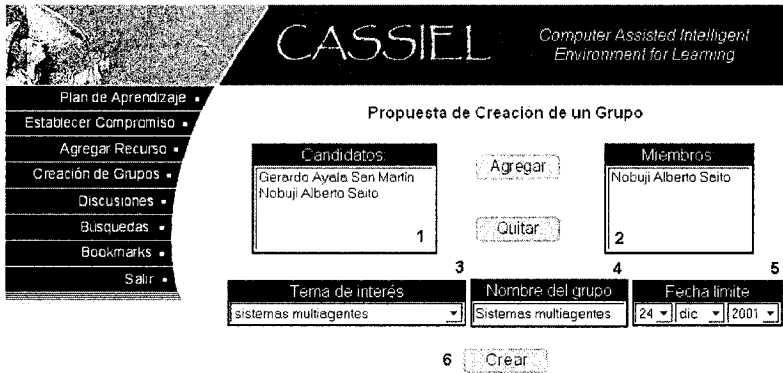 CASSIEL
Computer Assisted Intelligent
Environment for Learning
Plan de Aprendizaje
Establecer Compromiso
Agregar Recurso
Creación de Grupos
Discusiones
Búsquedas
Bookmarks
Salir
Propuesta de Creación de un Grupo
Candidatos
Gerardo Ayala San Martín
Nobuji Alberto Saito
1
Agregar
Quitar
Miembros
Nobuji Alberto Saito
2
3
Tema de interés
sistemas multiagentes
4
Nombre del grupo
Sistemas multiagentes
5
Fecha límite
24 dic 2001
6 Crear